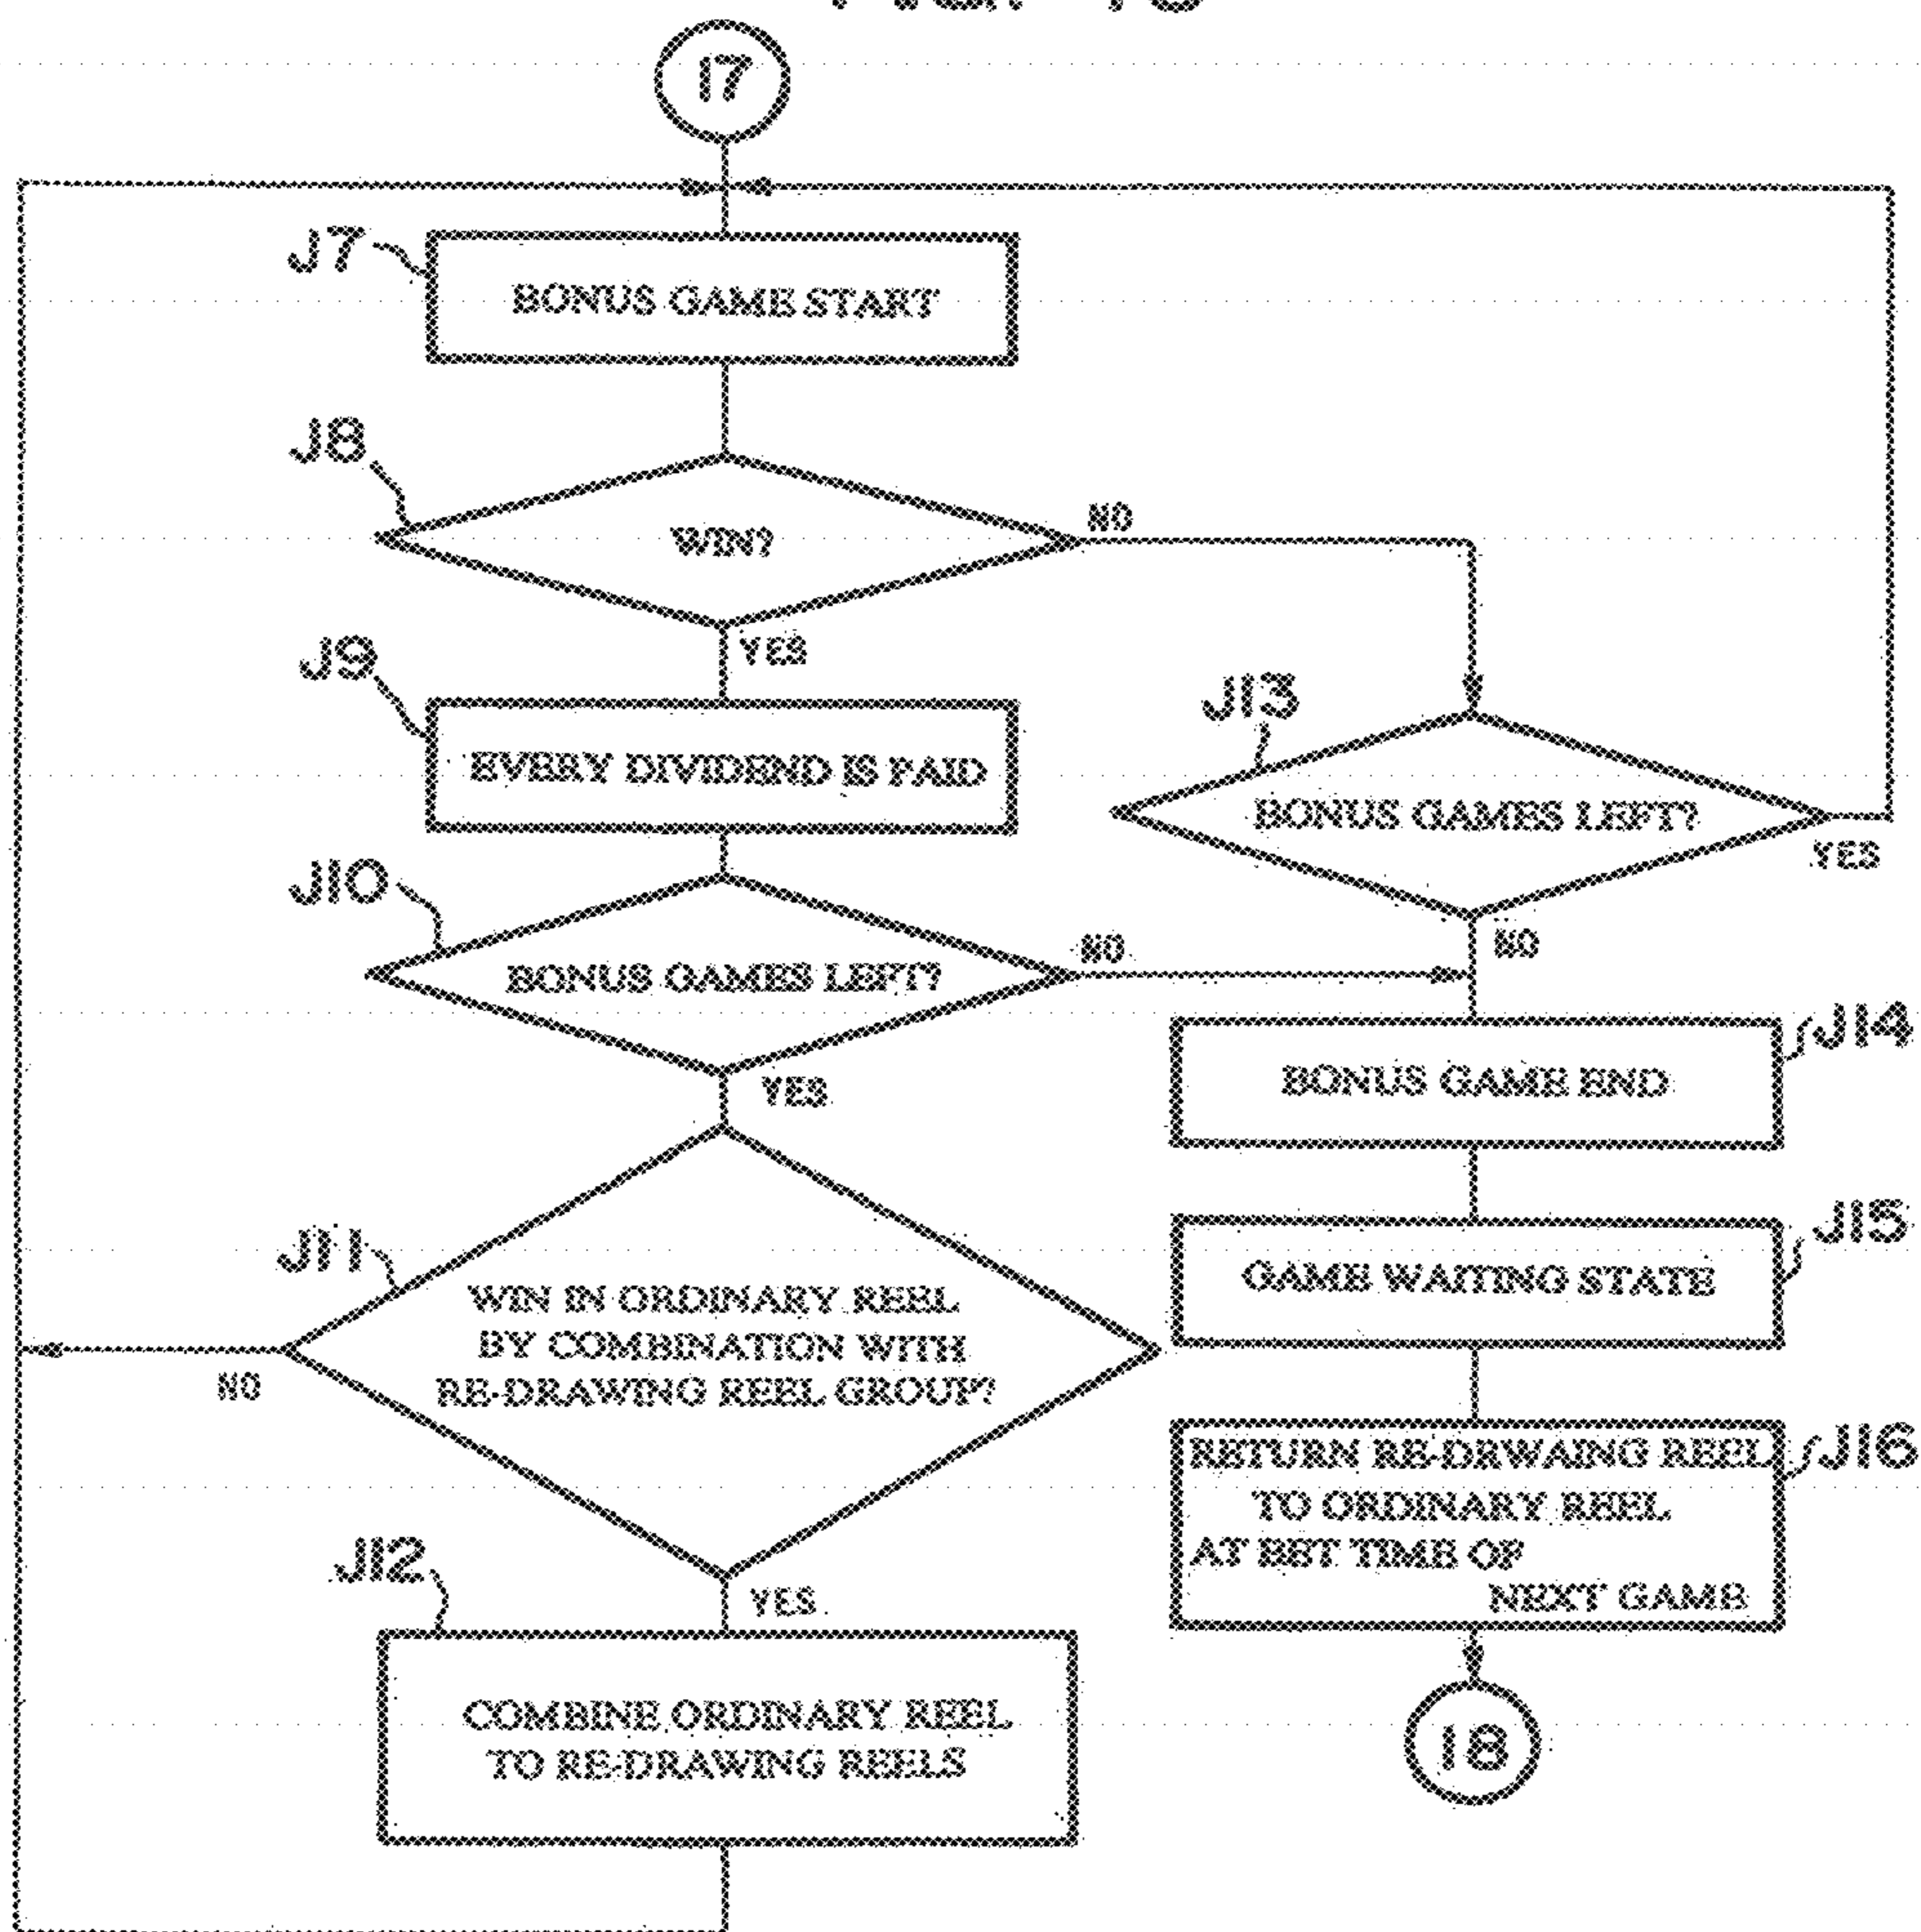 17
J7
BONUS GAME START
J8
WIN?
NO
YES
J9
EVERY DIVIDEND IS PAID
J13
BONUS GAMES LEFT?
YES
NO
J10
BONUS GAMES LEFT?
NO
YES
J14
BONUS GAME END
J15
GAME WAITING STATE
J11
WIN IN ORDINARY REEL
BY COMBINATION WITH
RE-DRAWING REEL GROUP?
NO
YES
J16
RETURN RE-DRWAING REEL
TO ORDINARY REEL
AT BET TIME OF
NEXT GAME
J12
COMBINE ORDINARY REEL
TO RE-DRAWING REELS
18